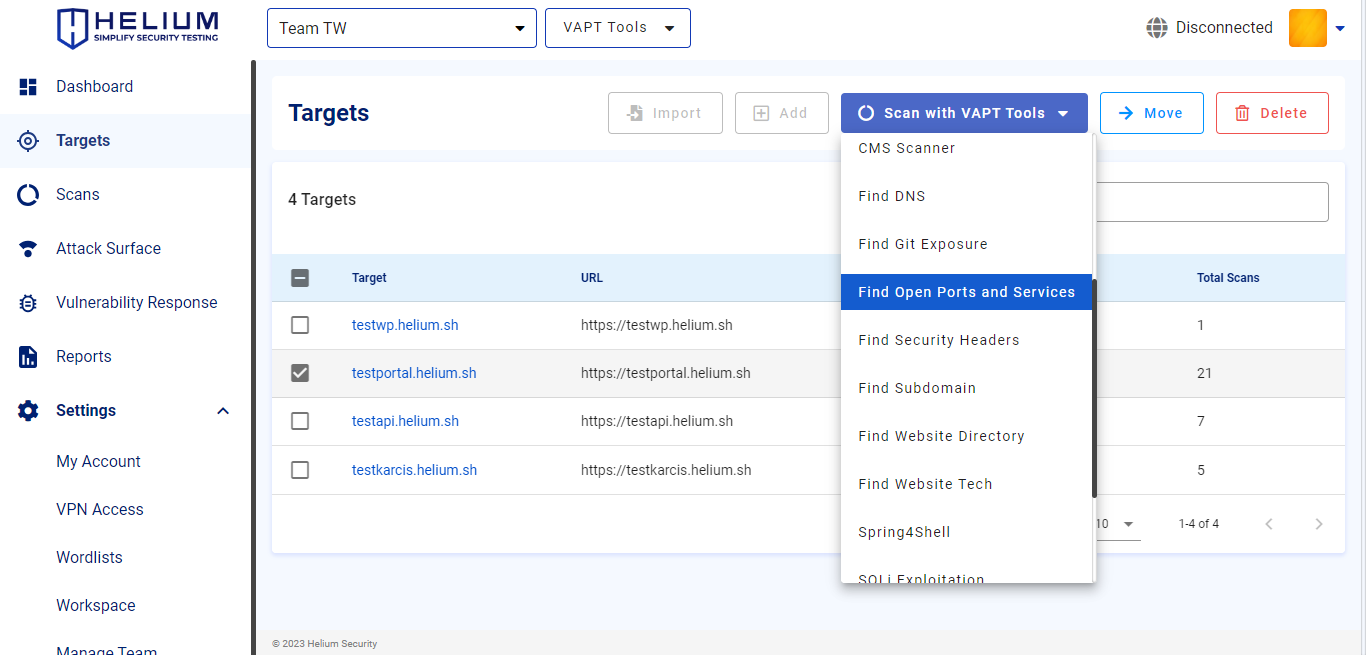 HELIUM
SIMPLIFY SECURITY TESTING
Team TW
VAPT Tools
Disconnected
Dashboard
Targets
Scans
Attack Surface
Vulnerability Response
Reports
Settings
My Account
VPN Access
Wordlists
Workspace
Manage Team
Targets
Import
Add
Scan with VAPT Tools
Move
Delete
CMS Scanner
Find DNS
Find Git Exposure
Find Open Ports and Services
Find Security Headers
Find Subdomain
Find Website Directory
Find Website Tech
Spring4Shell
SQLi Exploitation
4 Targets
Target URL Total Scans
testwp.helium.sh https://testwp.helium.sh 1
testportal.helium.sh https://testportal.helium.sh 21
testapi.helium.sh https://testapi.helium.sh 7
testkarcis.helium.sh https://testkarcis.helium.sh 5
10 1-4 of 4
© 2023 Helium Security